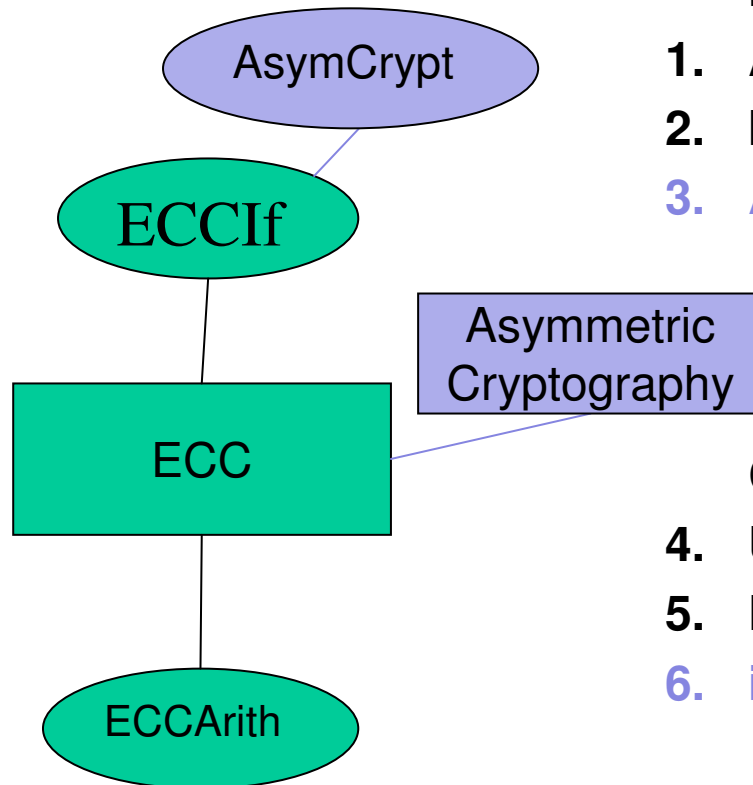 AsymCrypt
1.
2.
ECCIf
3.
Asymmetric
Cryptography
ECC
4.
5.
6.
ECCArith